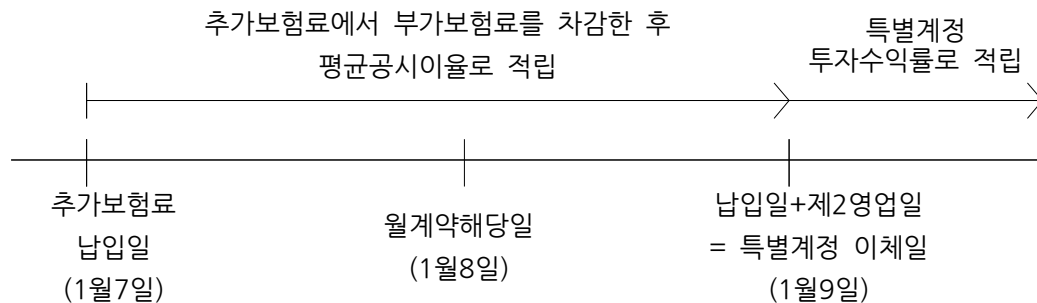 추가보험료에서 부가보험료를 차감한 후
평균공시이율로 적립
특별계정
투자수익률로 적립
추가보험료
납입일
(1월7일)
월계약해당일
(1월8일)
납입일+제2영업일
= 특별계정 이체일
(1월9일)